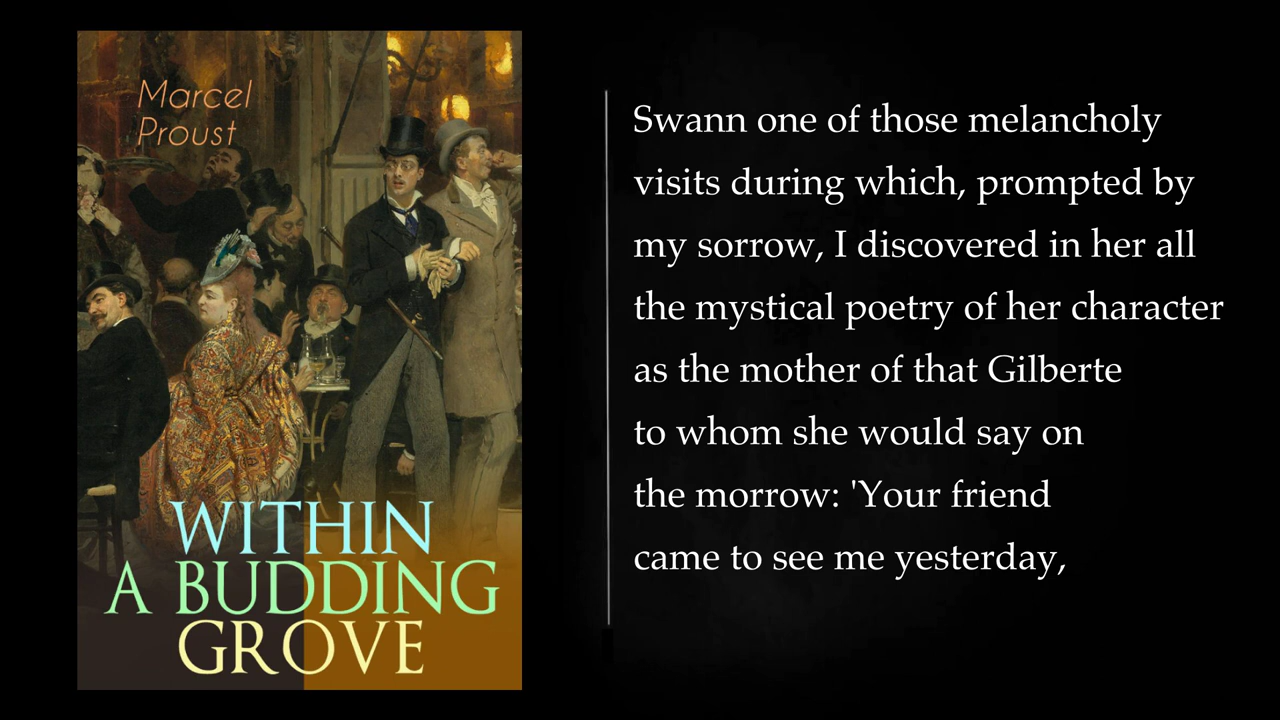 Marcel
Proust
WITHIN
A BUDDING
GROVE
Swann one of those melancholy
visits during which, prompted by
my sorrow, I discovered in her all
the mystical poetry of her character
as the mother of that Gilberte
to whom she would say on
the morrow: 'Your friend
came to see me yesterday,